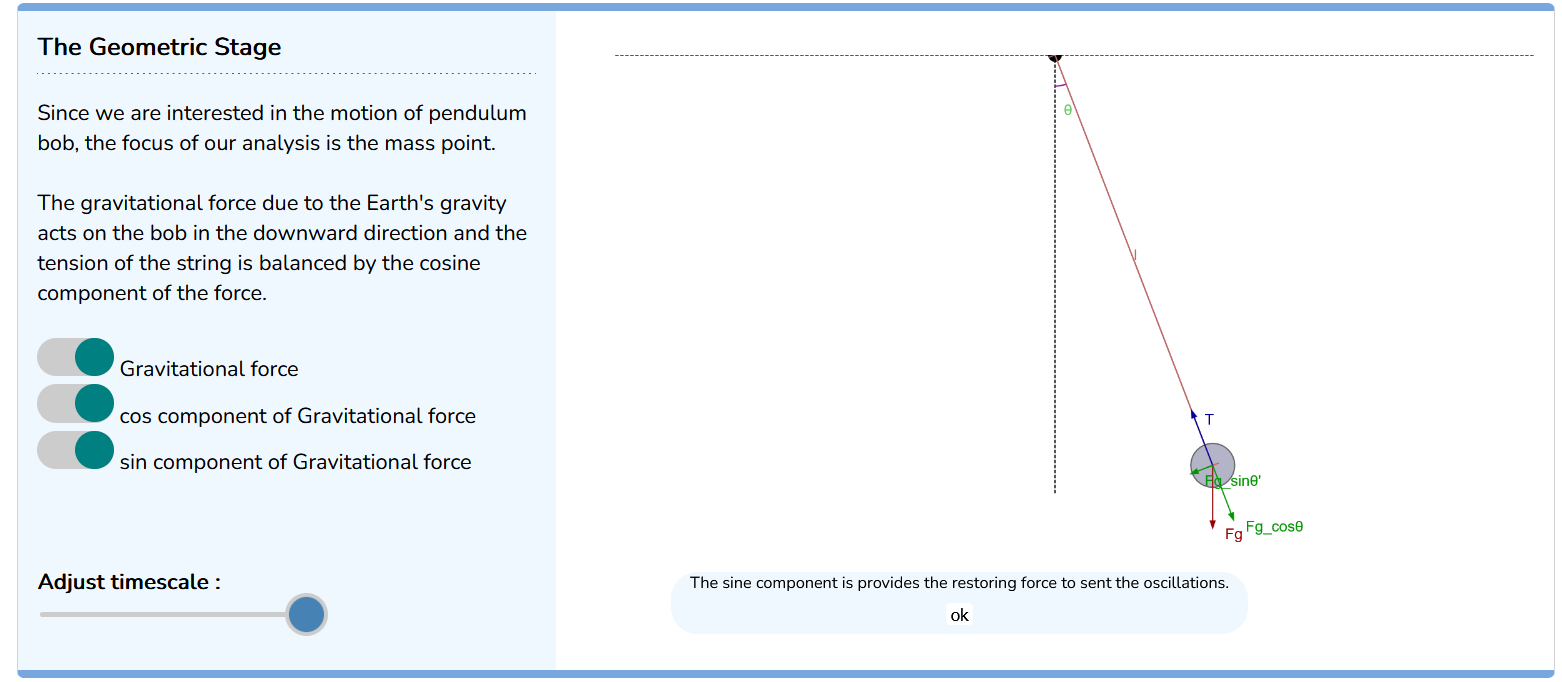 The Geometric Stage
Since we are interested in the motion of pendulum
bob, the focus of our analysis is the mass point.
The gravitational force due to the Earth's gravity
acts on the bob in the downward direction and the
tension of the string is balanced by the cosine
component of the force.
Gravitational force
cos component of Gravitational force
sin component of Gravitational force
Adjust timescale :
θ
l
T
Fg_sinθ'
Fg_cosθ
Fg
The sine component is provides the restoring force to sent the oscillations.
ok